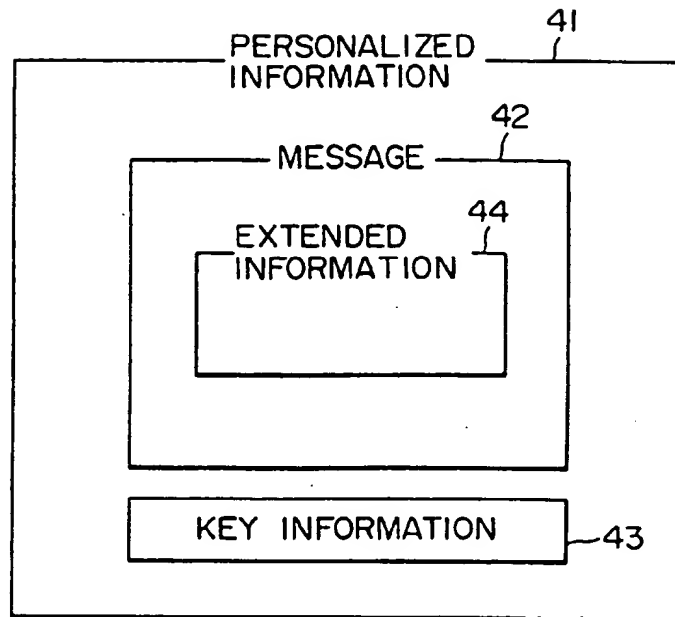 41
PERSONALIZED
INFORMATION
42
MESSAGE
44
EXTENDED
INFORMATION
KEY INFORMATION
43